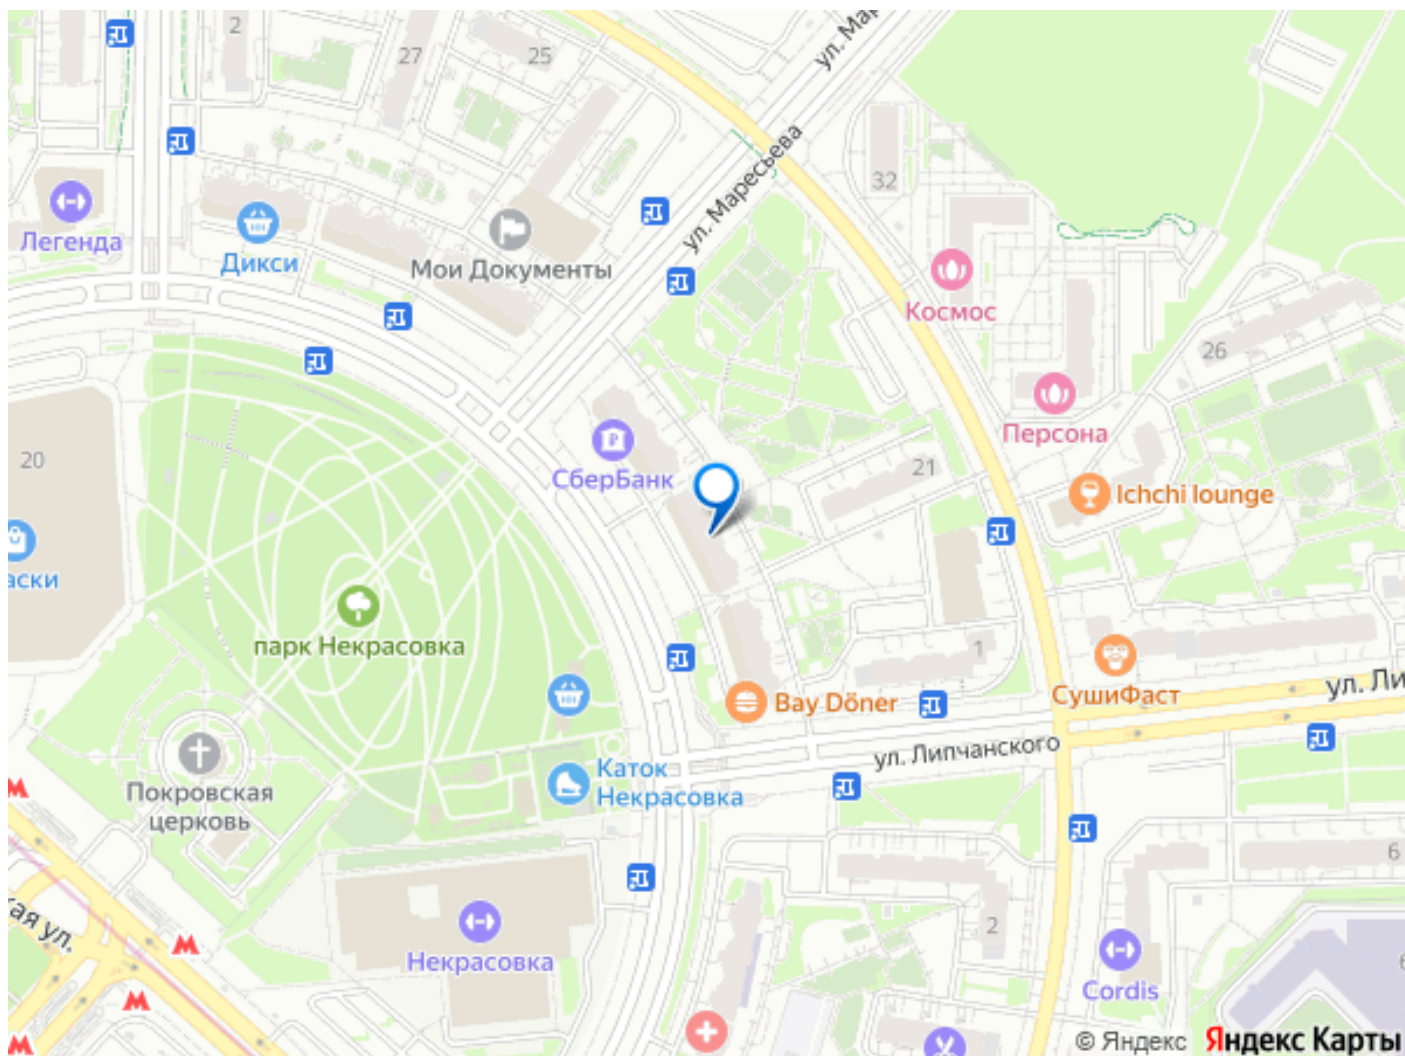 2
27
25
ул. Мар
ул. Маресьева
32
Легенда
Дикси
Мои Документы
Космос
26
Персона
20
СберБанк
21
Ichchi lounge
аски
парк Некрасовка
1
СушиФаст
ул. Ли
Bay Döner
ул. Липчанского
Каток
Некрасовка
Покровская
церковь
6
ая ул.
2
Некрасовка
Cordis
6
© Яндекс Яндекс Карты